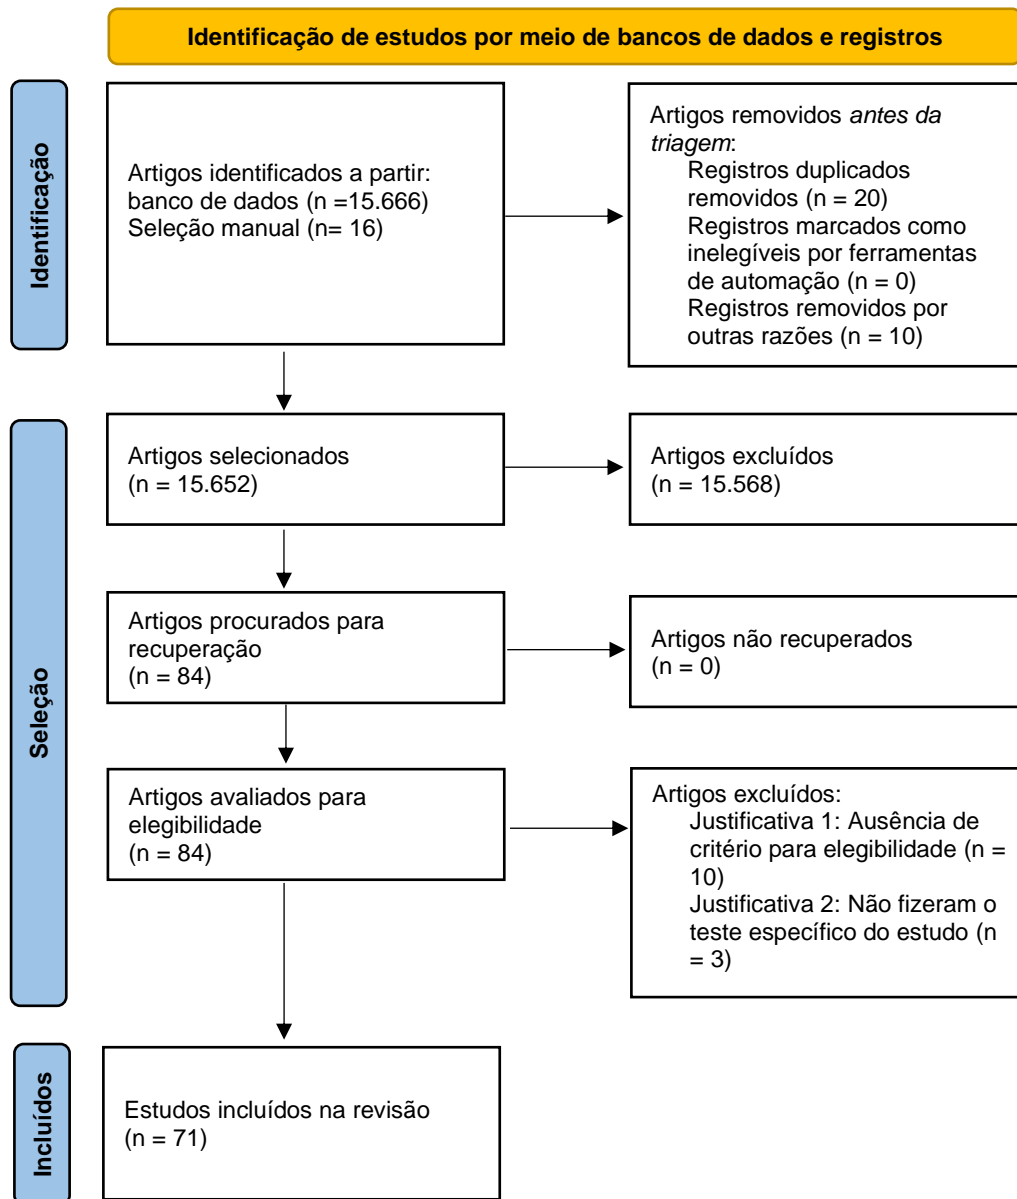 Identificação de estudos por meio de bancos de dados e registros
Identificação
Artigos identificados a partir:
banco de dados (n =15.666)
Seleção manual (n= 16)
Artigos removidos antes da
triagem:
Registros duplicados
removidos (n = 20)
Registros marcados como
inelegíveis por ferramentas
de automação (n = 0)
Registros removidos por
outras razões (n = 10)
Seleção
Artigos selecionados
(n = 15.652)
Artigos excluídos
(n = 15.568)
Artigos procurados para
recuperação
(n = 84)
Artigos não recuperados
(n = 0)
Artigos avaliados para
elegibilidade
(n = 84)
Artigos excluídos:
Justificativa 1: Ausência de
critério para elegibilidade (n =
10)
Justificativa 2: Não fizeram o
teste específico do estudo (n
= 3)
Incluídos
Estudos incluídos na revisão
(n = 71)